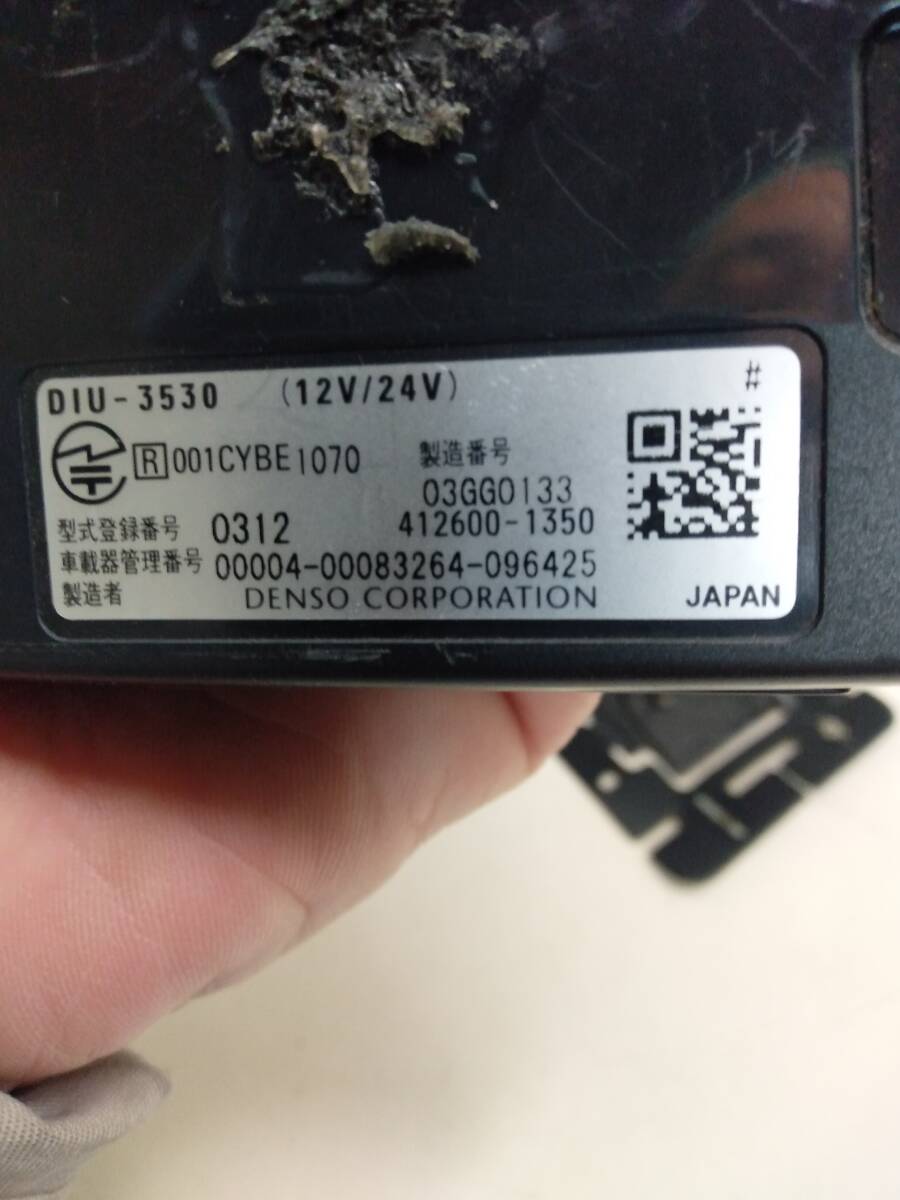 DIU-3530 (12V/24V) #
R 001CYBE1070 製造番号
03GG0133
型式登録番号 0312 412600-1350
車載器管理番号 00004-00083264-096425
製造者 DENSO CORPORATION JAPAN